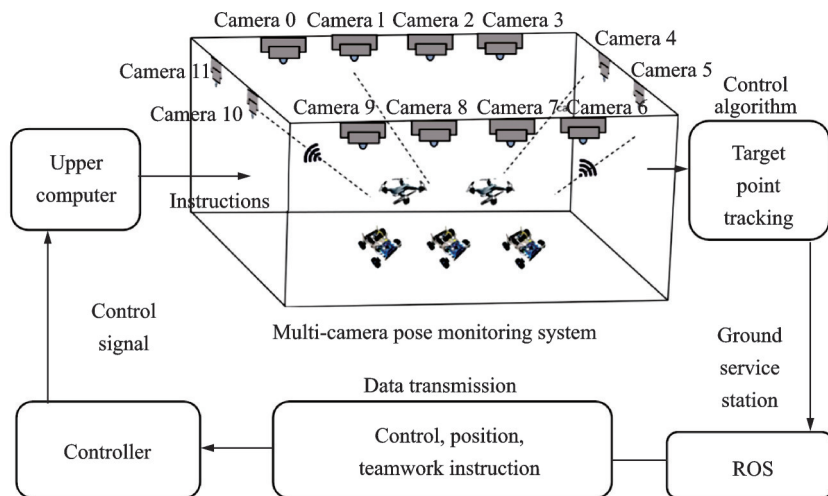 Camera 0 Camera 1 Camera 2 Camera 3
Camera 4
Camera 5
Camera 11
Camera 10
Camera 9 Camera 8 Camera 7 Camera 6
Control
algorithm
Upper
computer
Instructions
Target
point
tracking
Multi-camera pose monitoring system
Control
signal
Ground
service
station
Data transmission
Controller
Control, position,
teamwork instruction
ROS